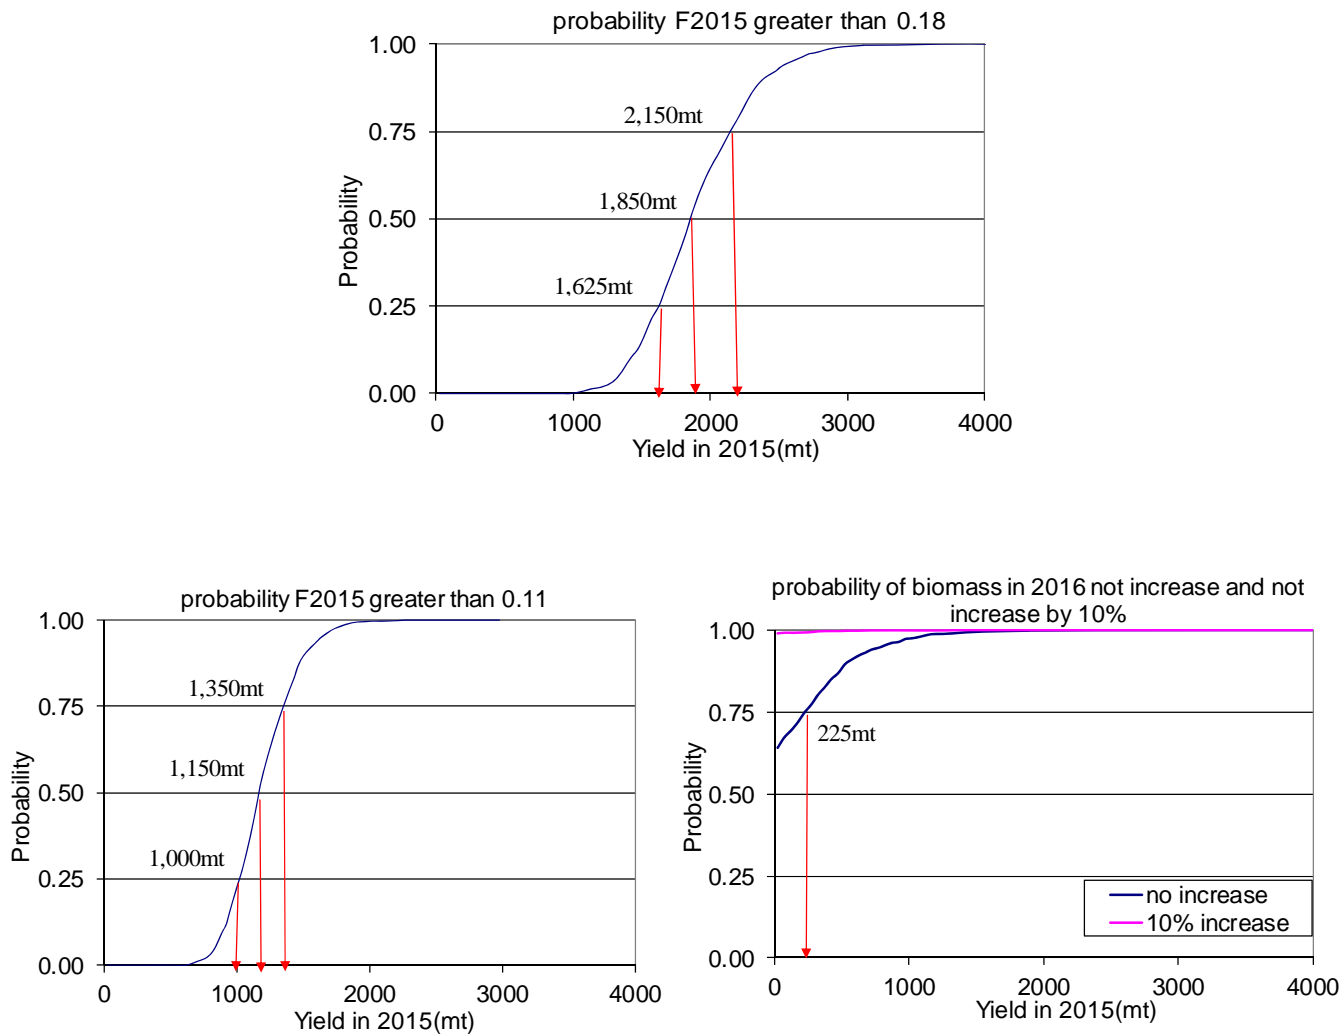 probability F2015 greater than 0.18
1.00
0.75
0.50
0.25
0.00
Probability
2,150mt
1,850mt
1,625mt
0 1000 2000 3000 4000
Yield in 2015(mt)
probability F2015 greater than 0.11
1.00
0.75
0.50
0.25
0.00
Probability
1,350mt
1,150mt
1,000mt
0 1000 2000 3000 4000
Yield in 2015(mt)
probability of biomass in 2016 not increase and not
increase by 10%
1.00
0.75
0.50
0.25
0.00
Probability
225mt
no increase
10% increase
0 1000 2000 3000 4000
Yield in 2015(mt)